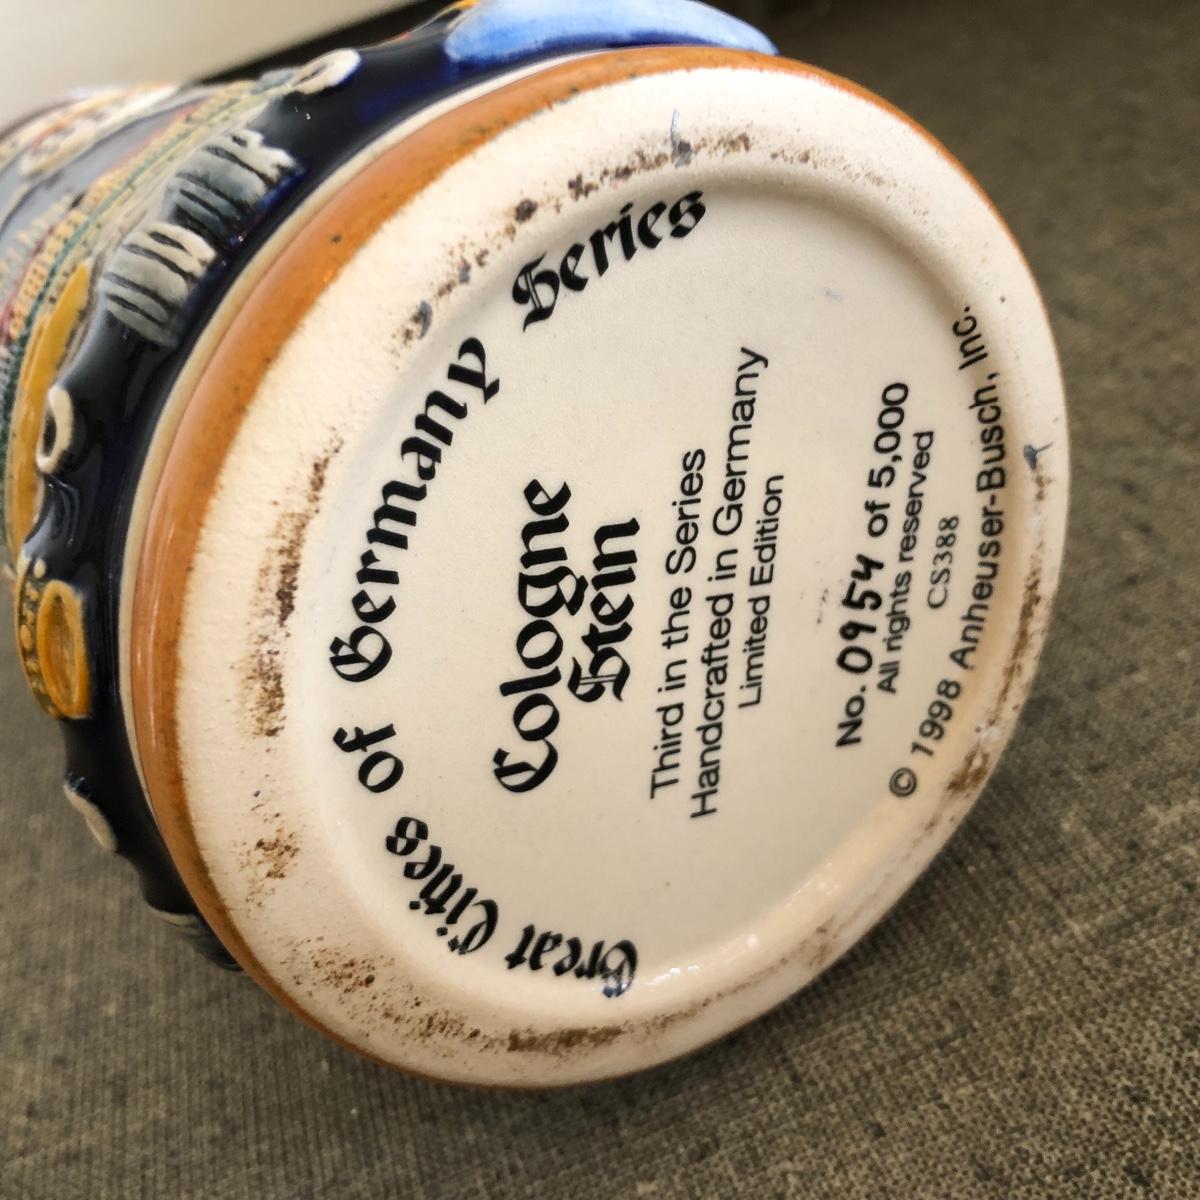 Great Cities of Germany Series
Cologne
Stein
Third in the Series
Handcrafted in Germany
Limited Edition
No. 0954 of 5,000
All rights reserved
CS388
© 1998 Anheuser-Busch, Inc.